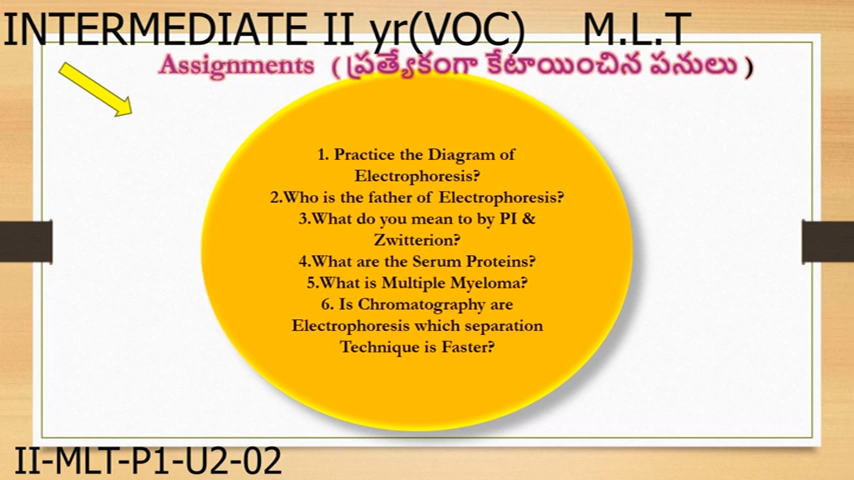 INTERMEDIATE II yr(VOC) M.L.T
Assignments ( ప్రత్యేకంగా కేటాయించిన పనులు )
1. Practice the Diagram of
Electrophoresis?
2.Who is the father of Electrophoresis?
3.What do you mean to by PI &
Zwitterion?
4.What are the Serum Proteins?
5.What is Multiple Myeloma?
6. Is Chromatography are
Electrophoresis which separation
Technique is Faster?
II-MLT-P1-U2-02